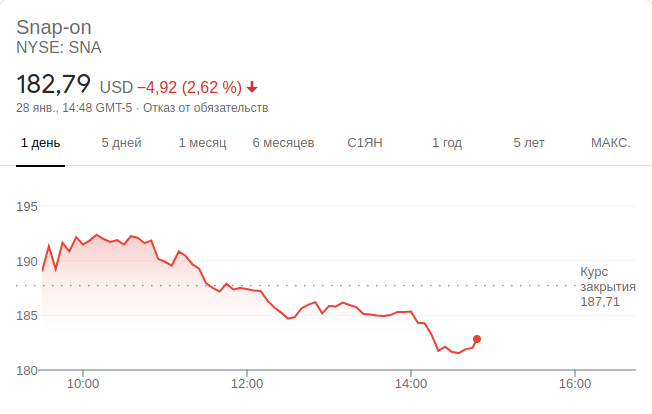 Snap-on
NYSE: SNA
182,79 USD −4,92 (2,62 %)
28 янв., 14:48 GMT-5 · Отказ от обязательств
1 день 5 дней 1 месяц 6 месяцев С1ЯН 1 год 5 лет МАКС.
195
190
Курс
закрытия
187,71
185
180
10:00 12:00 14:00 16:00